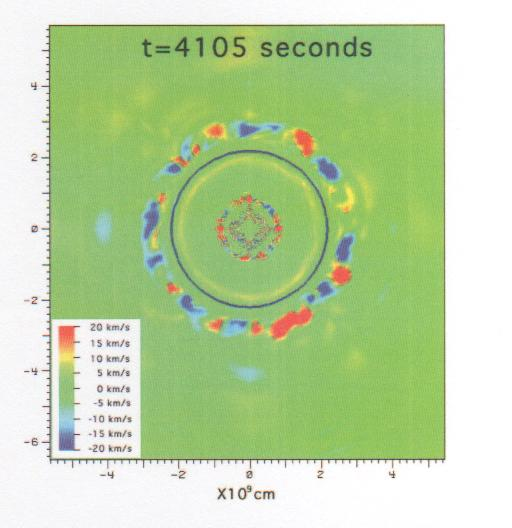 t=4105 seconds
4
2
0
-2
-4
-6
20 km/s
15 km/s
10 km/s
5 km/s
0 km/s
-5 km/s
-10 km/s
-15 km/s
-20 km/s
-4 -2 0 2 4
X10⁹cm